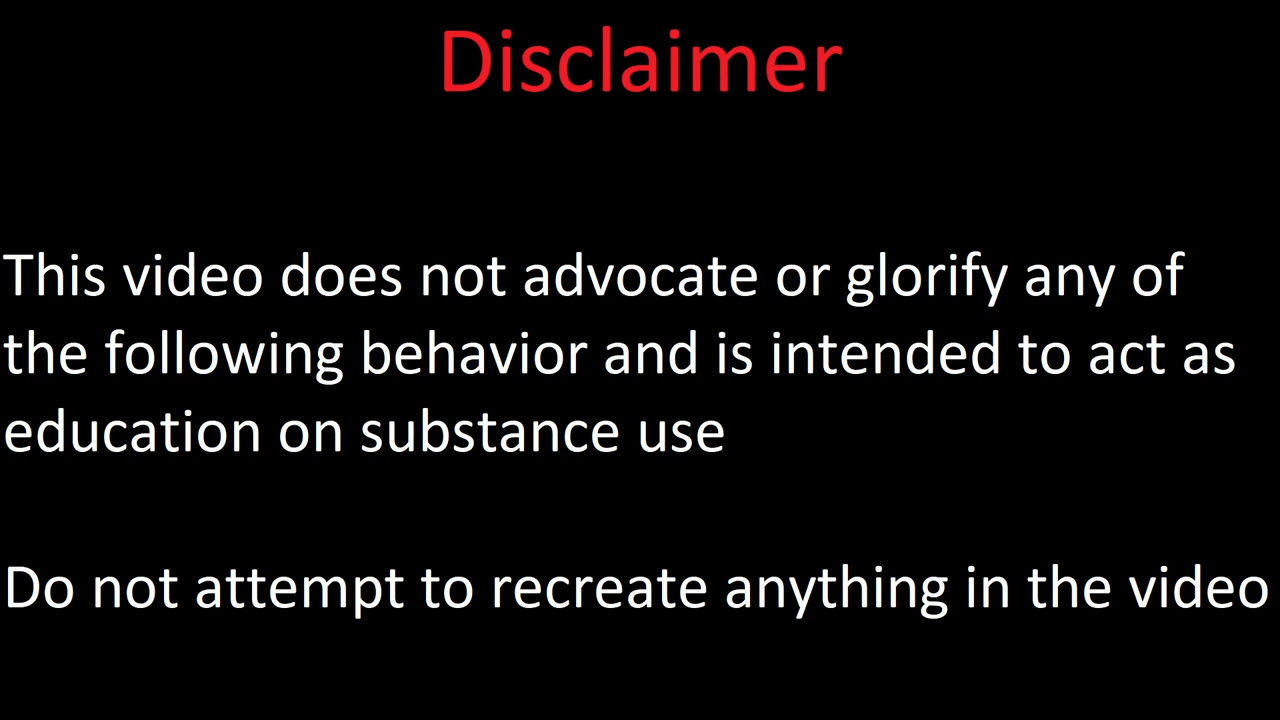 Disclaimer
This video does not advocate or glorify any of
the following behavior and is intended to act as
education on substance use
Do not attempt to recreate anything in the video